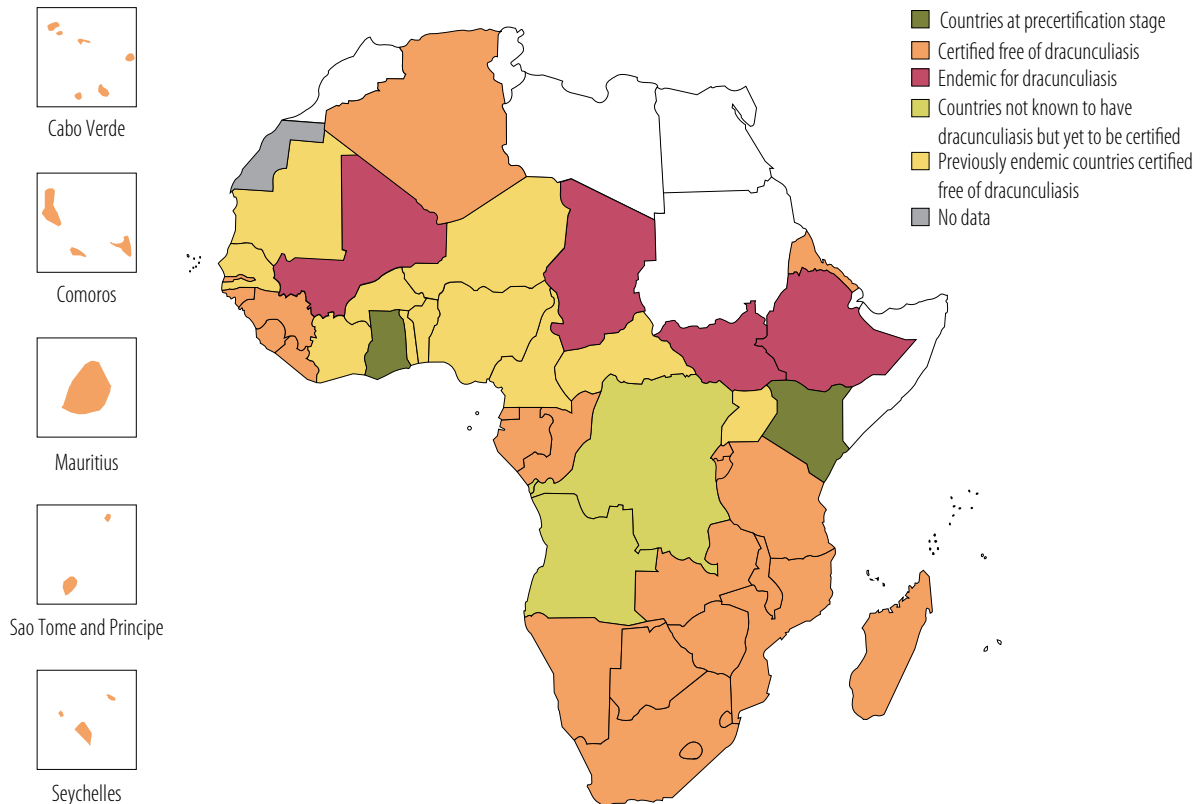 Cabo Verde
Comoros
Mauritius
Sao Tome and Principe
Seychelles
Countries at precertification stage
Certified free of dracunculiasis
Endemic for dracunculiasis
Countries not known to have
dracunculiasis but yet to be certified
Previously endemic countries certified
free of dracunculiasis
No data